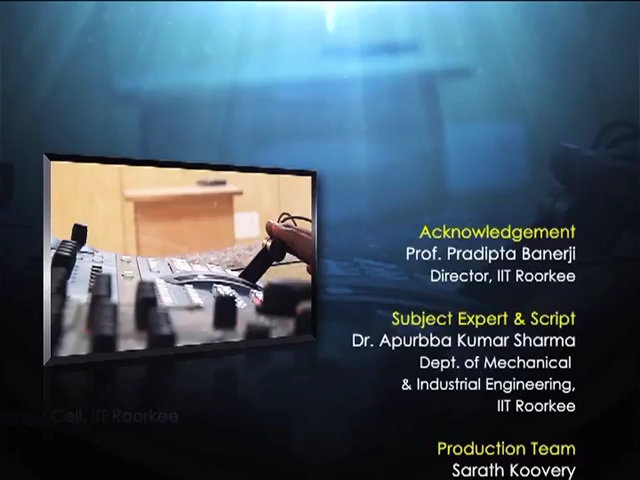 Acknowledgement
Prof. Pradipta Banerji
Director, IIT Roorkee
Subject Expert & Script
Dr. Apurbba Kumar Sharma
Dept. of Mechanical
& Industrial Engineering,
IIT Roorkee
Cell, IIT Roorkee
Production Team
Sarath Koovery